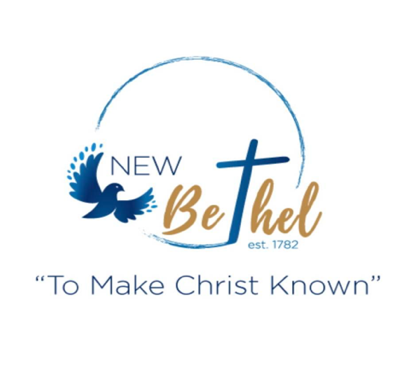 NEW
Bethel
est. 1782
“To Make Christ Known”